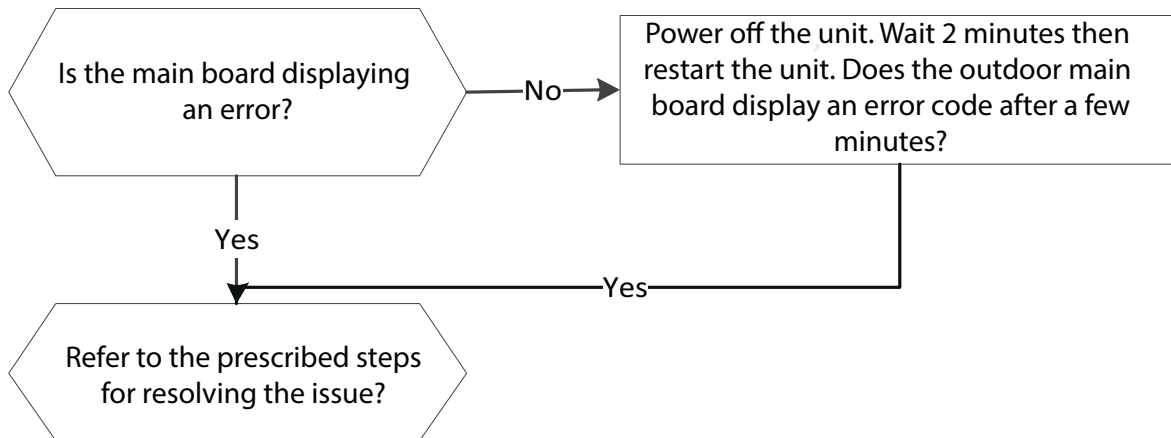 Is the main board displaying
an error?
No
Power off the unit. Wait 2 minutes then
restart the unit. Does the outdoor main
board display an error code after a few
minutes?
Yes
Yes
Refer to the prescribed steps
for resolving the issue?